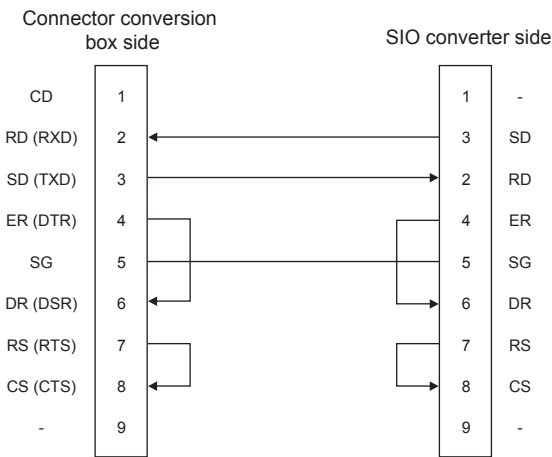 Connector conversion
box side
SIO converter side
CD 1 1 -
RD (RXD) 2 3 SD
SD (TXD) 3 2 RD
ER (DTR) 4 4 ER
SG 5 5 SG
DR (DSR) 6 6 DR
RS (RTS) 7 7 RS
CS (CTS) 8 8 CS
- 9 9 -